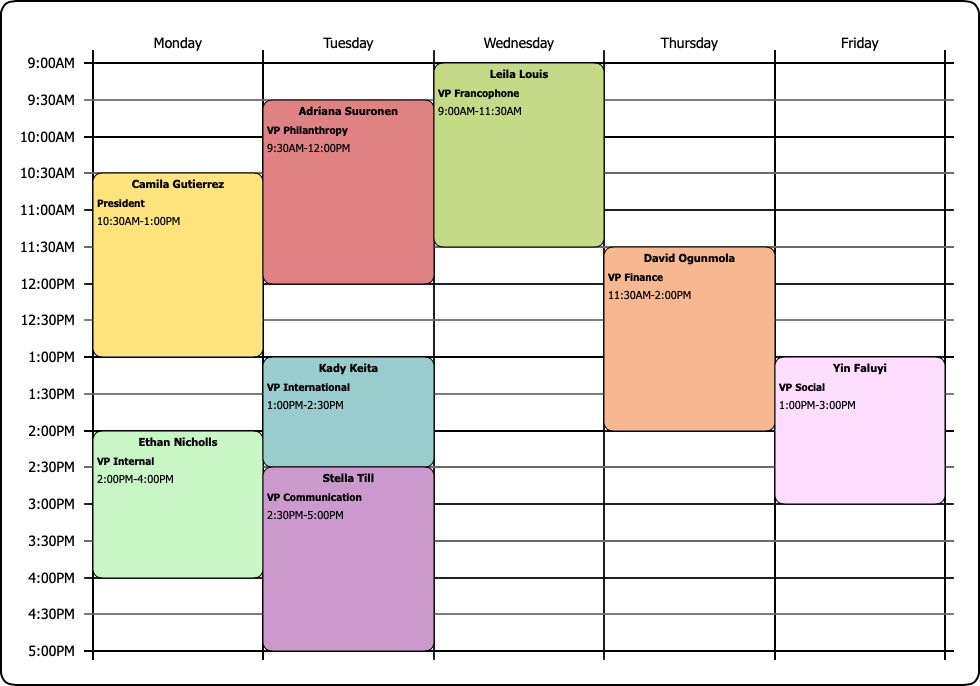 Monday Tuesday Wednesday Thursday Friday
9:00AM
9:30AM
10:00AM
10:30AM
11:00AM
11:30AM
12:00PM
12:30PM
1:00PM
1:30PM
2:00PM
2:30PM
3:00PM
3:30PM
4:00PM
4:30PM
5:00PM
Camila Gutierrez
President
10:30AM-1:00PM
Ethan Nicholls
VP Internal
2:00PM-4:00PM
Adriana Suuronen
VP Philanthropy
9:30AM-12:00PM
Kady Keita
VP International
1:00PM-2:30PM
Stella Till
VP Communication
2:30PM-5:00PM
Leila Louis
VP Francophone
9:00AM-11:30AM
David Ogunmola
VP Finance
11:30AM-2:00PM
Yin Faluyi
VP Social
1:00PM-3:00PM